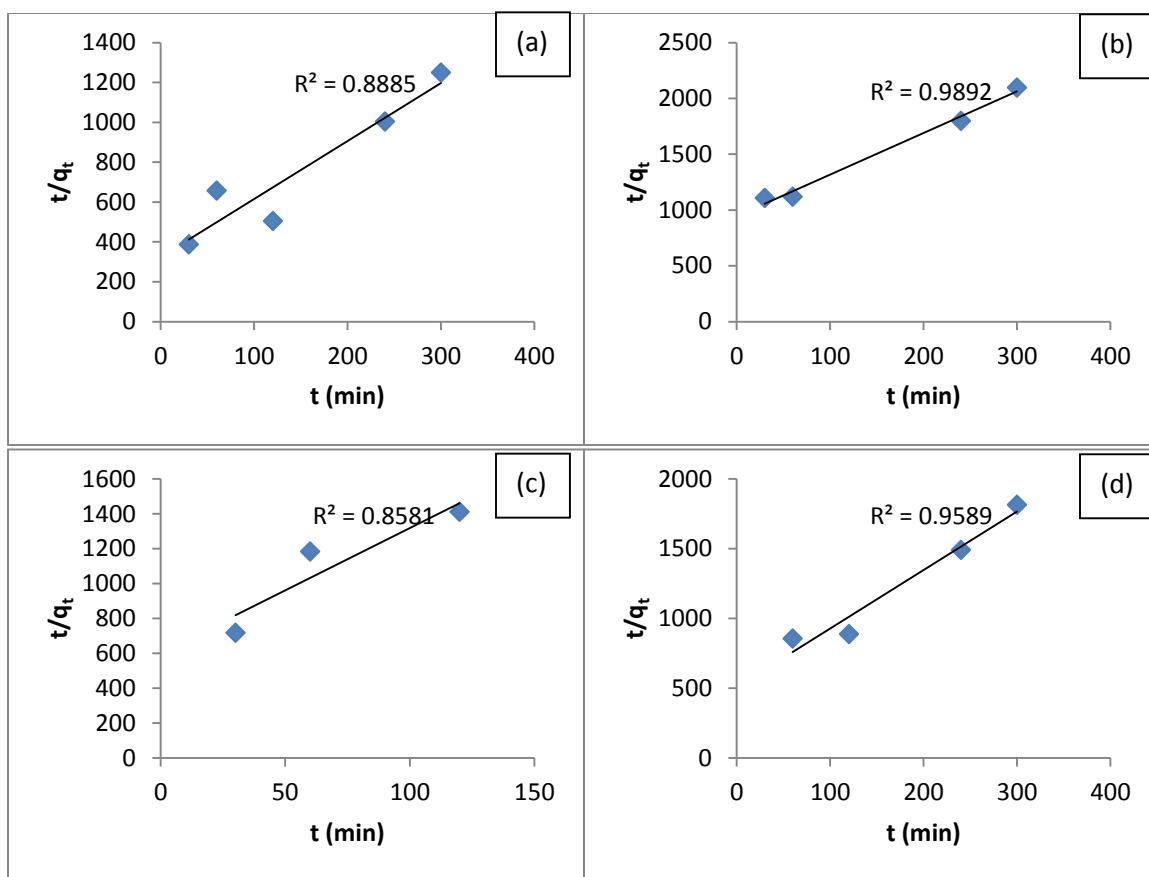 (a)
R² = 0.8885
t/qₜ
1400
1200
1000
800
600
400
200
0
0 100 200 300 400
t (min)
(b)
R² = 0.9892
t/qₜ
2500
2000
1500
1000
500
0
0 100 200 300 400
t (min)
(c)
R² = 0.8581
t/qₜ
1600
1400
1200
1000
800
600
400
200
0
0 50 100 150
t (min)
(d)
R² = 0.9589
t/qₜ
2000
1500
1000
500
0
0 100 200 300 400
t (min)